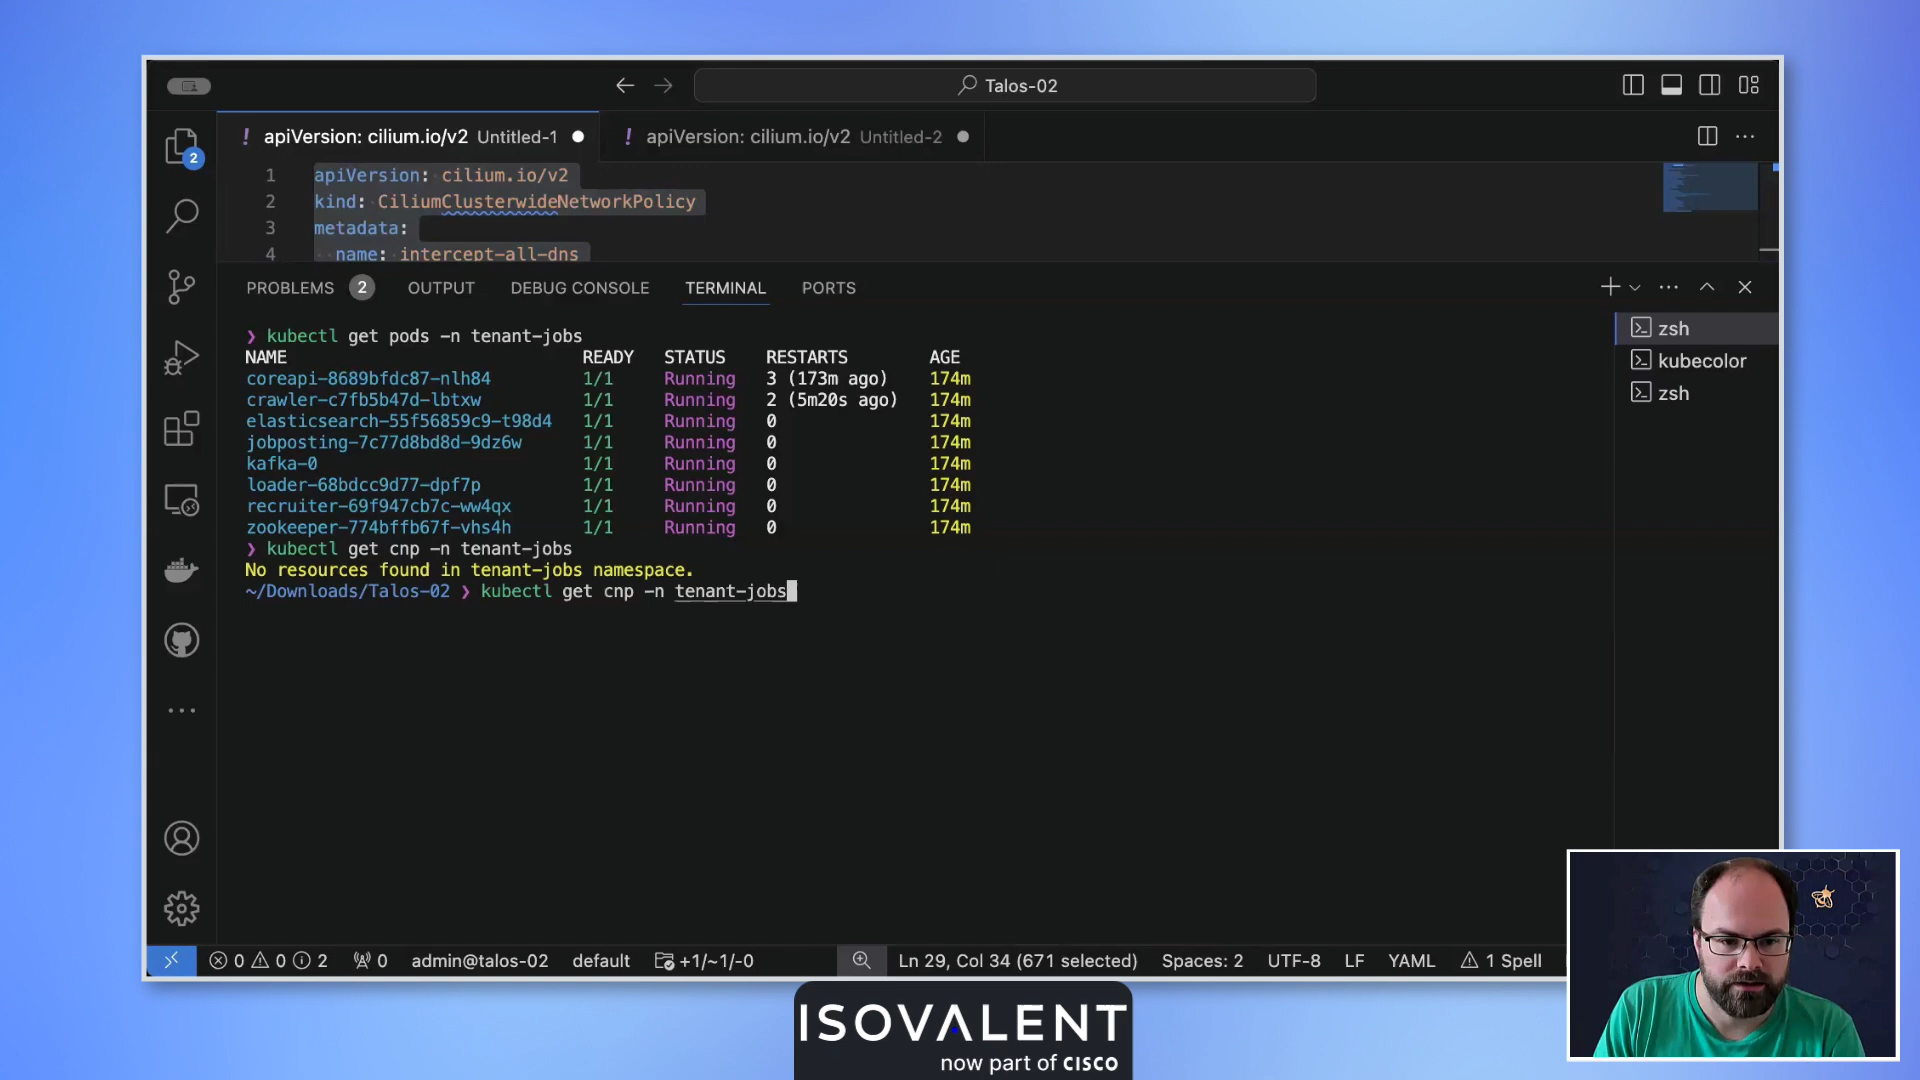 Talos-02
! apiVersion: cilium.io/v2 Untitled-1 ! apiVersion: cilium.io/v2 Untitled-2
2
1 apiVersion: cilium.io/v2
2 kind: CiliumClusterwideNetworkPolicy
3 metadata:
4 name: intercept-all-dns
PROBLEMS 2 OUTPUT DEBUG CONSOLE TERMINAL PORTS
❯ kubectl get pods -n tenant-jobs
NAME READY STATUS RESTARTS AGE
coreapi-8689bfdc87-nlh84 1/1 Running 3 (173m ago) 174m
crawler-c7fb5b47d-lbtxw 1/1 Running 2 (5m20s ago) 174m
elasticsearch-55f56859c9-t98d4 1/1 Running 0 174m
jobposting-7c77d8bd8d-9dz6w 1/1 Running 0 174m
kafka-0 1/1 Running 0 174m
loader-68bdcc9d77-dpf7p 1/1 Running 0 174m
recruiter-69f947cb7c-ww4qx 1/1 Running 0 174m
zookeeper-774bffb67f-vhs4h 1/1 Running 0 174m
❯ kubectl get cnp -n tenant-jobs
No resources found in tenant-jobs namespace.
~/Downloads/Talos-02 ❯ kubectl get cnp -n tenant-jobs
zsh
kubecolor
zsh
0 0 2 0 admin@talos-02 default +1/~1/-0 Ln 29, Col 34 (671 selected) Spaces: 2 UTF-8 LF YAML 1 Spell
ISOVALENT
now part of CISCO